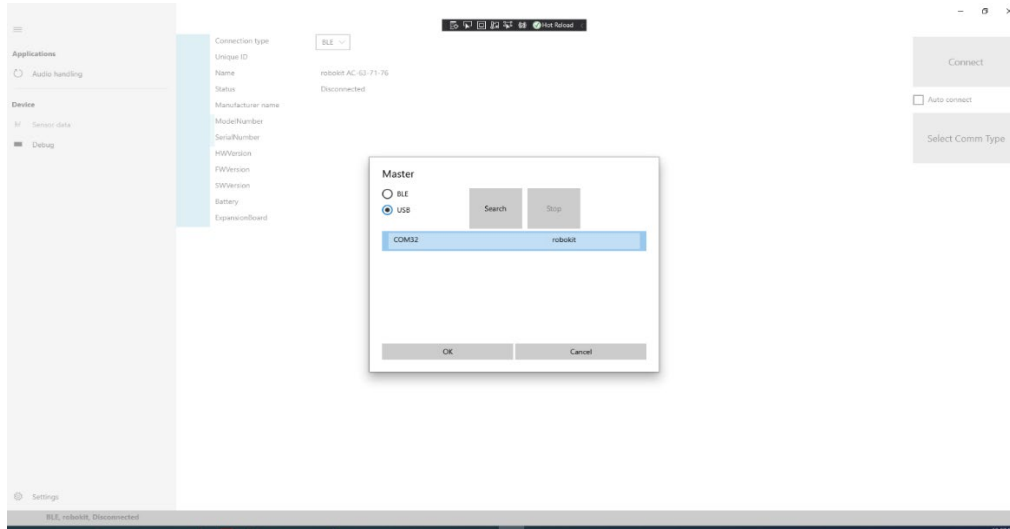 Hot Reload
Applications
Audio handling
Device
Sensor data
Debug
Settings
Connection type BLE
Unique ID
Name robokit AC-62-71-76
Status Disconnected
Manufacturer name
ModelNumber
SerialNumber
HWVersion
FWVersion
SWVersion
Battery
ExpansionBoard
Connect
Auto connect
Select Comm Type
Master
BLE
USB
Search Stop
COM32 robokit
OK Cancel
BLE, robokit, Disconnected